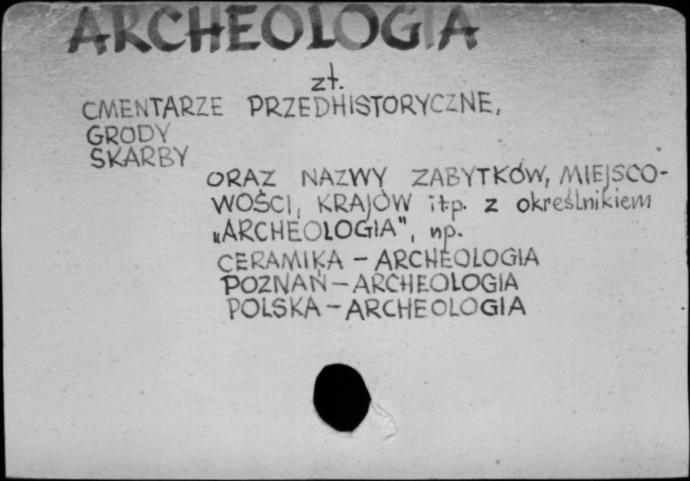 ARCHEOLOGIA
zł.
CMENTARZE PRZEDHISTORYCZNE,
GRODY
SKARBY
ORAZ NAZWY ZABYTKÓW, MIEJSCO-
WOŚCI, KRAJÓW itp. z określnikiem
„ARCHEOLOGIA", np.
CERAMIKA – ARCHEOLOGIA
POZNAŃ – ARCHEOLOGIA
POLSKA – ARCHEOLOGIA